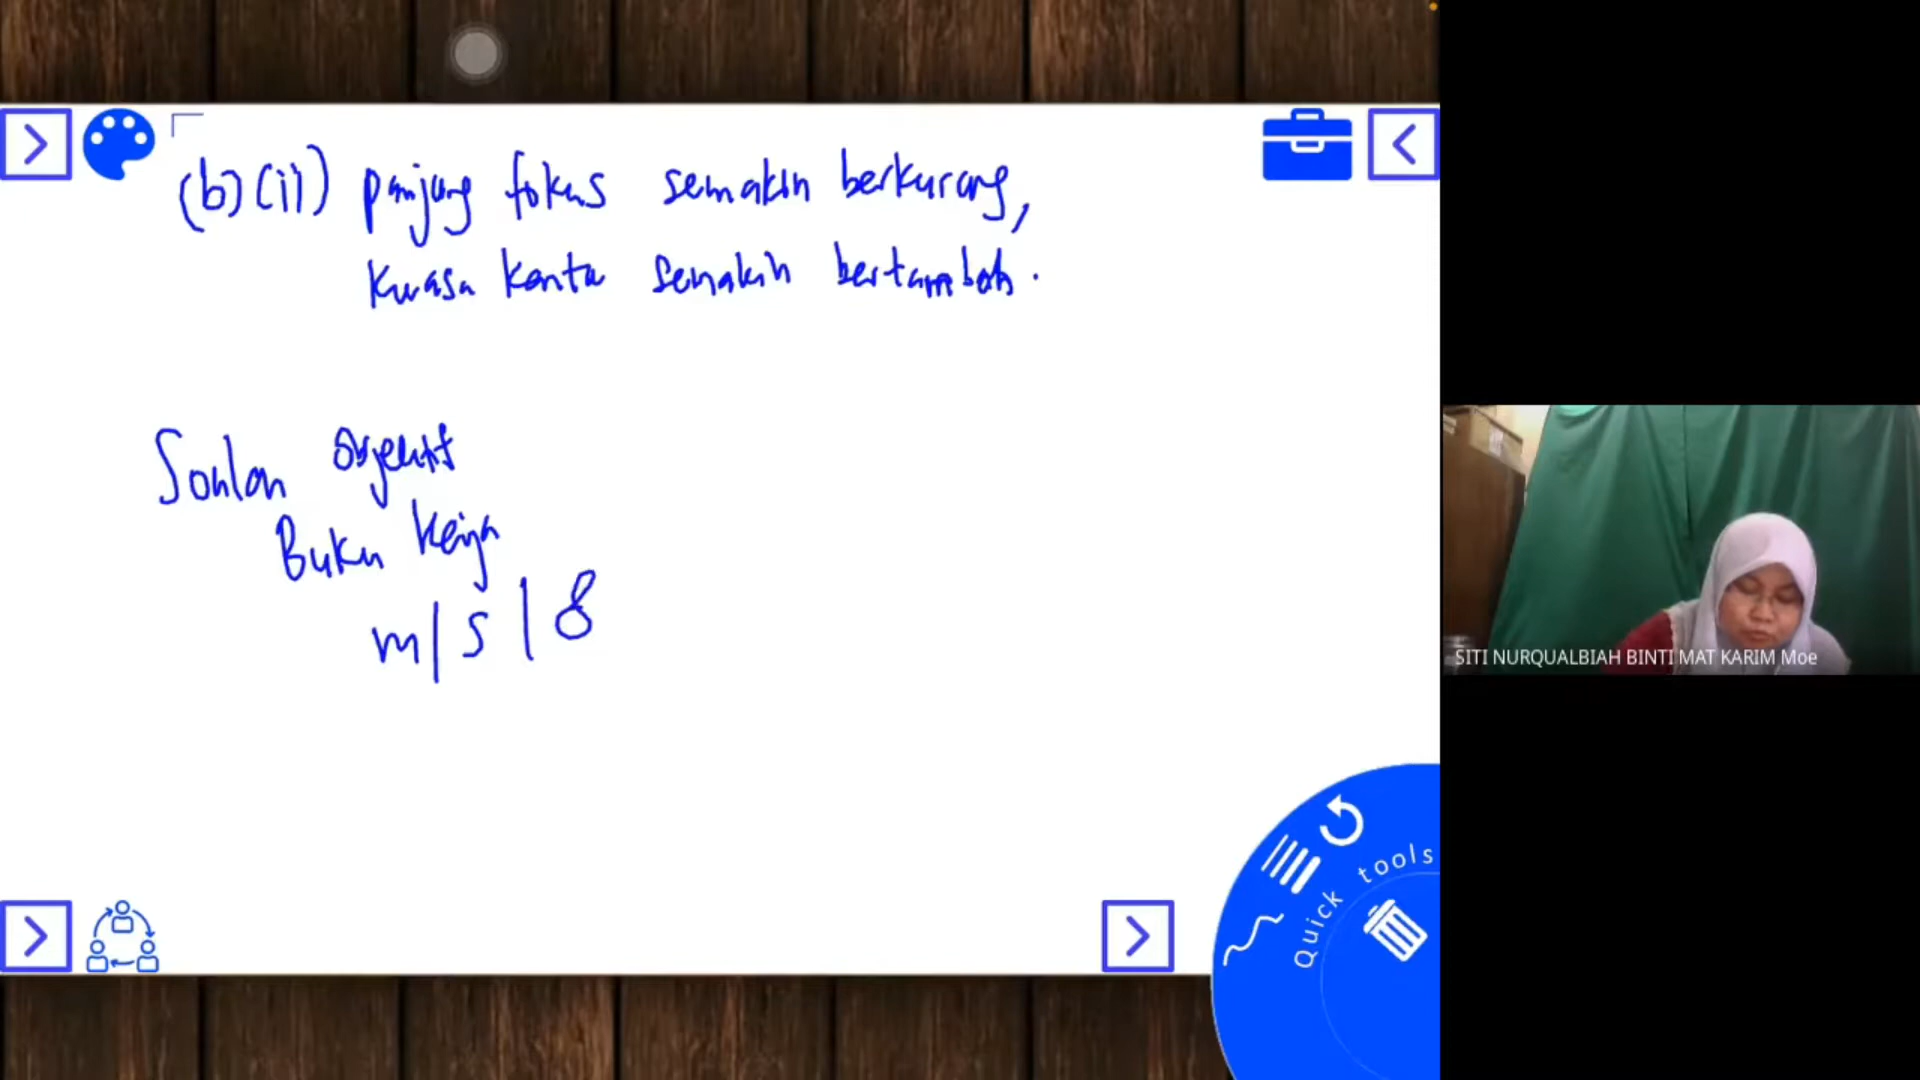 (b)(ii) panjang fokus semakin berkurang,
kuasa kanta semakin bertambah.
Soalan objektif
Buku kerja
m/s 18
SITI NURQUALBIAH BINTI MAT KARIM Moe
Quick tools